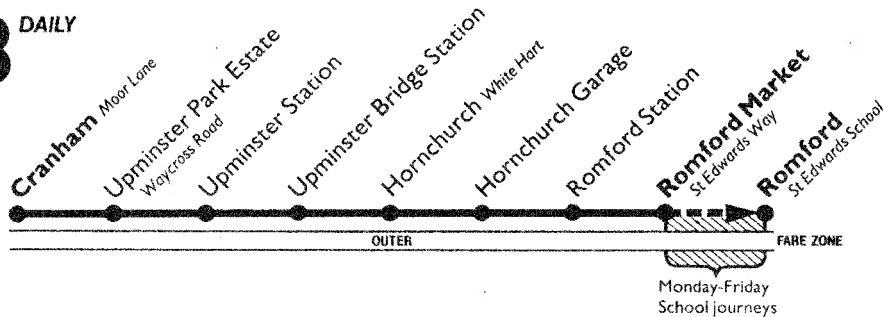 DAILY
Cranham Moor Lane
Upminster Park Estate
Waycross Road
Upminster Station
Upminster Bridge Station
Hornchurch White Hart
Hornchurch Garage
Romford Station
Romford Market
St Edwards Way
Romford
St Edwards School
OUTER
FARE ZONE
Monday-Friday
School journeys